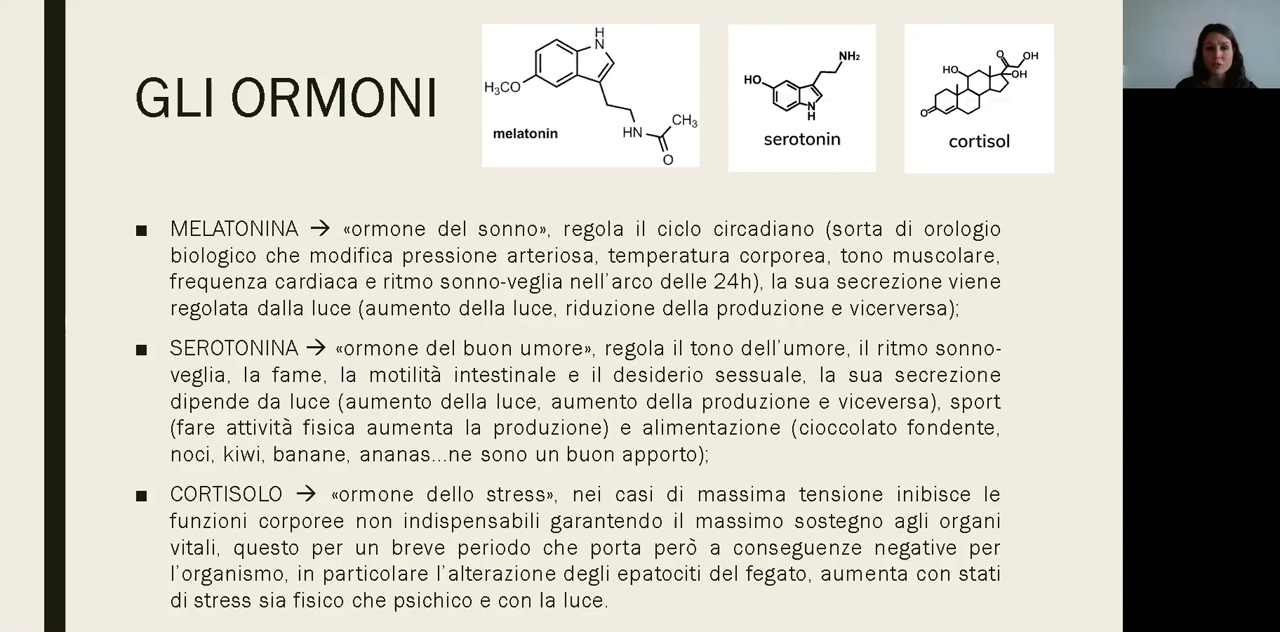 GLI ORMONI
H
N
H₃CO
HN
CH₃
O
melatonin
NH₂
HO
N
H
serotonin
O
OH
HO
OH
O
cortisol
■ MELATONINA → «ormone del sonno», regola il ciclo circadiano (sorta di orologio
biologico che modifica pressione arteriosa, temperatura corporea, tono muscolare,
frequenza cardiaca e ritmo sonno-veglia nell'arco delle 24h), la sua secrezione viene
regolata dalla luce (aumento della luce, riduzione della produzione e vicerversa);
■ SEROTONINA → «ormone del buon umore», regola il tono dell'umore, il ritmo sonno-
veglia, la fame, la motilità intestinale e il desiderio sessuale, la sua secrezione
dipende da luce (aumento della luce, aumento della produzione e viceversa), sport
(fare attività fisica aumenta la produzione) e alimentazione (cioccolato fondente,
noci, kiwi, banane, ananas...ne sono un buon apporto);
■ CORTISOLO → «ormone dello stress», nei casi di massima tensione inibisce le
funzioni corporee non indispensabili garantendo il massimo sostegno agli organi
vitali, questo per un breve periodo che porta però a conseguenze negative per
l'organismo, in particolare l'alterazione degli epatociti del fegato, aumenta con stati
di stress sia fisico che psichico e con la luce.